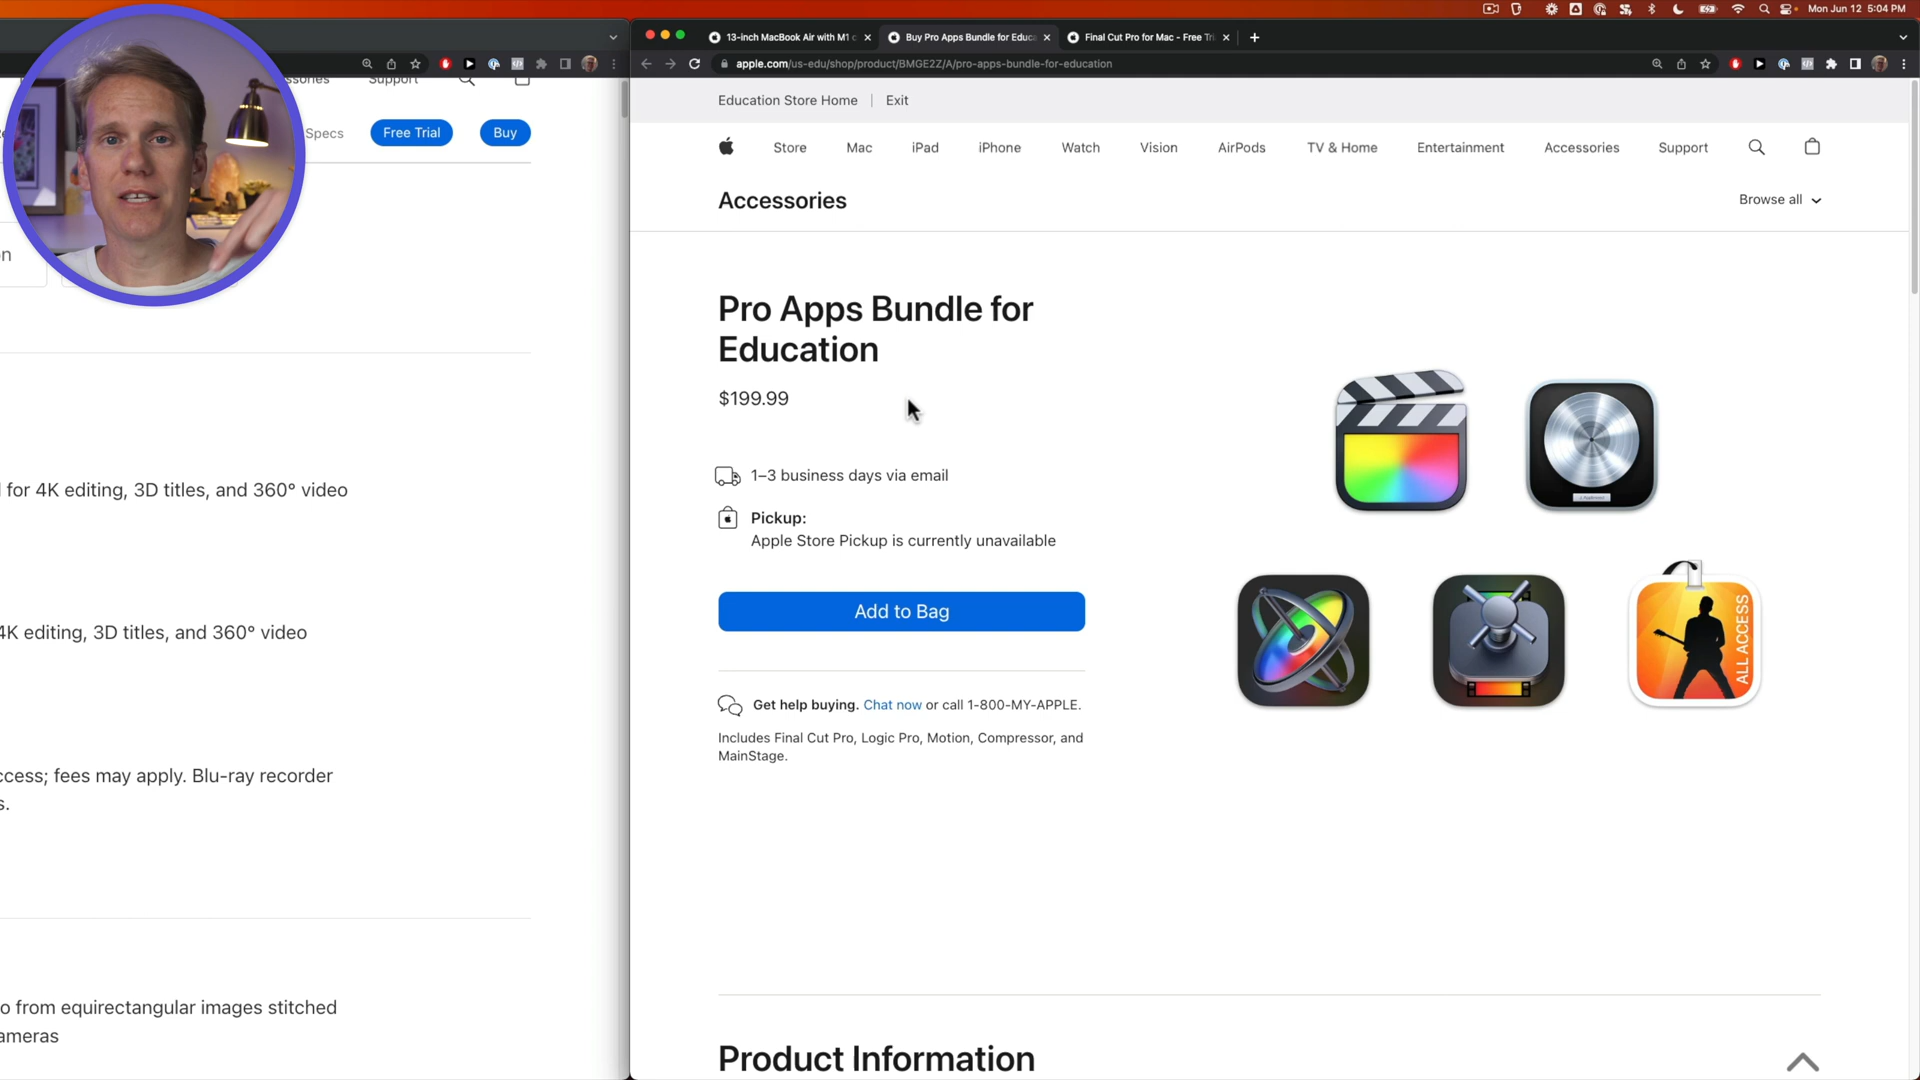 Mon Jun 12 5:04 PM
13-inch MacBook Air with M1
Buy Pro Apps Bundle for Educ
Final Cut Pro for Mac - Free Tri
apple.com/us-edu/shop/product/BMGE2Z/A/pro-apps-bundle-for-education
Support
Specs
Free Trial
Buy
for 4K editing, 3D titles, and 360° video
4K editing, 3D titles, and 360° video
fees may apply. Blu-ray recorder
from equirectangular images stitched
Education Store Home | Exit
Store Mac iPad iPhone Watch Vision AirPods TV & Home Entertainment Accessories Support
Accessories
Browse all
Pro Apps Bundle for
Education
$199.99
1–3 business days via email
Pickup:
Apple Store Pickup is currently unavailable
Add to Bag
Get help buying. Chat now or call 1-800-MY-APPLE.
Includes Final Cut Pro, Logic Pro, Motion, Compressor, and
MainStage.
ALL ACCESS
Product Information